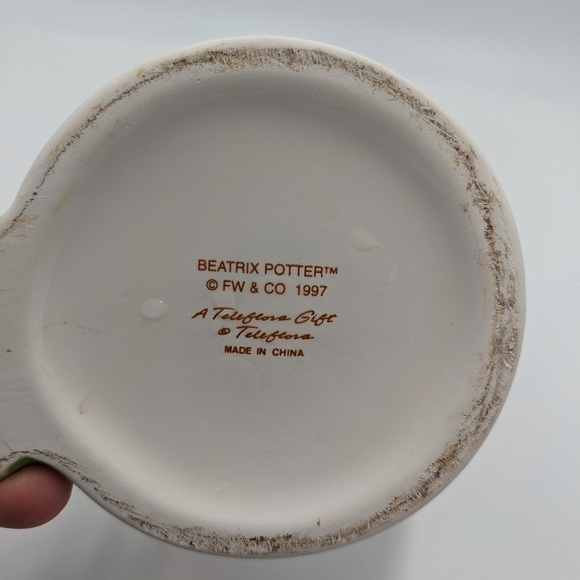 BEATRIX POTTER™
© FW & CO 1997
A Teleflora Gift
© Teleflora
MADE IN CHINA